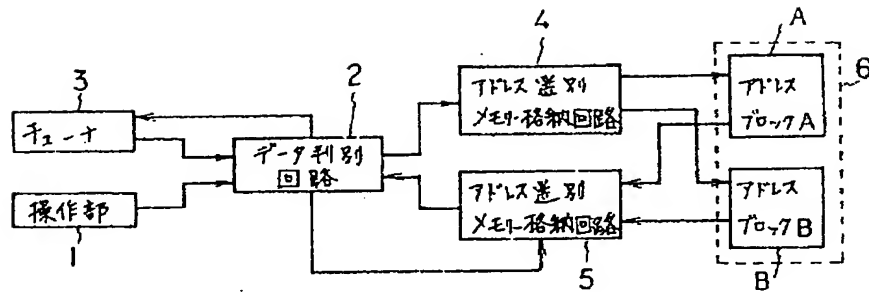 3
チューナ
操作部
1
2
データ判別
回路
4
アドレス選別
メモリー格納回路
アドレス選別
メモリー格納回路
5
A
アドレス
ブロックA
アドレス
ブロックB
B
6